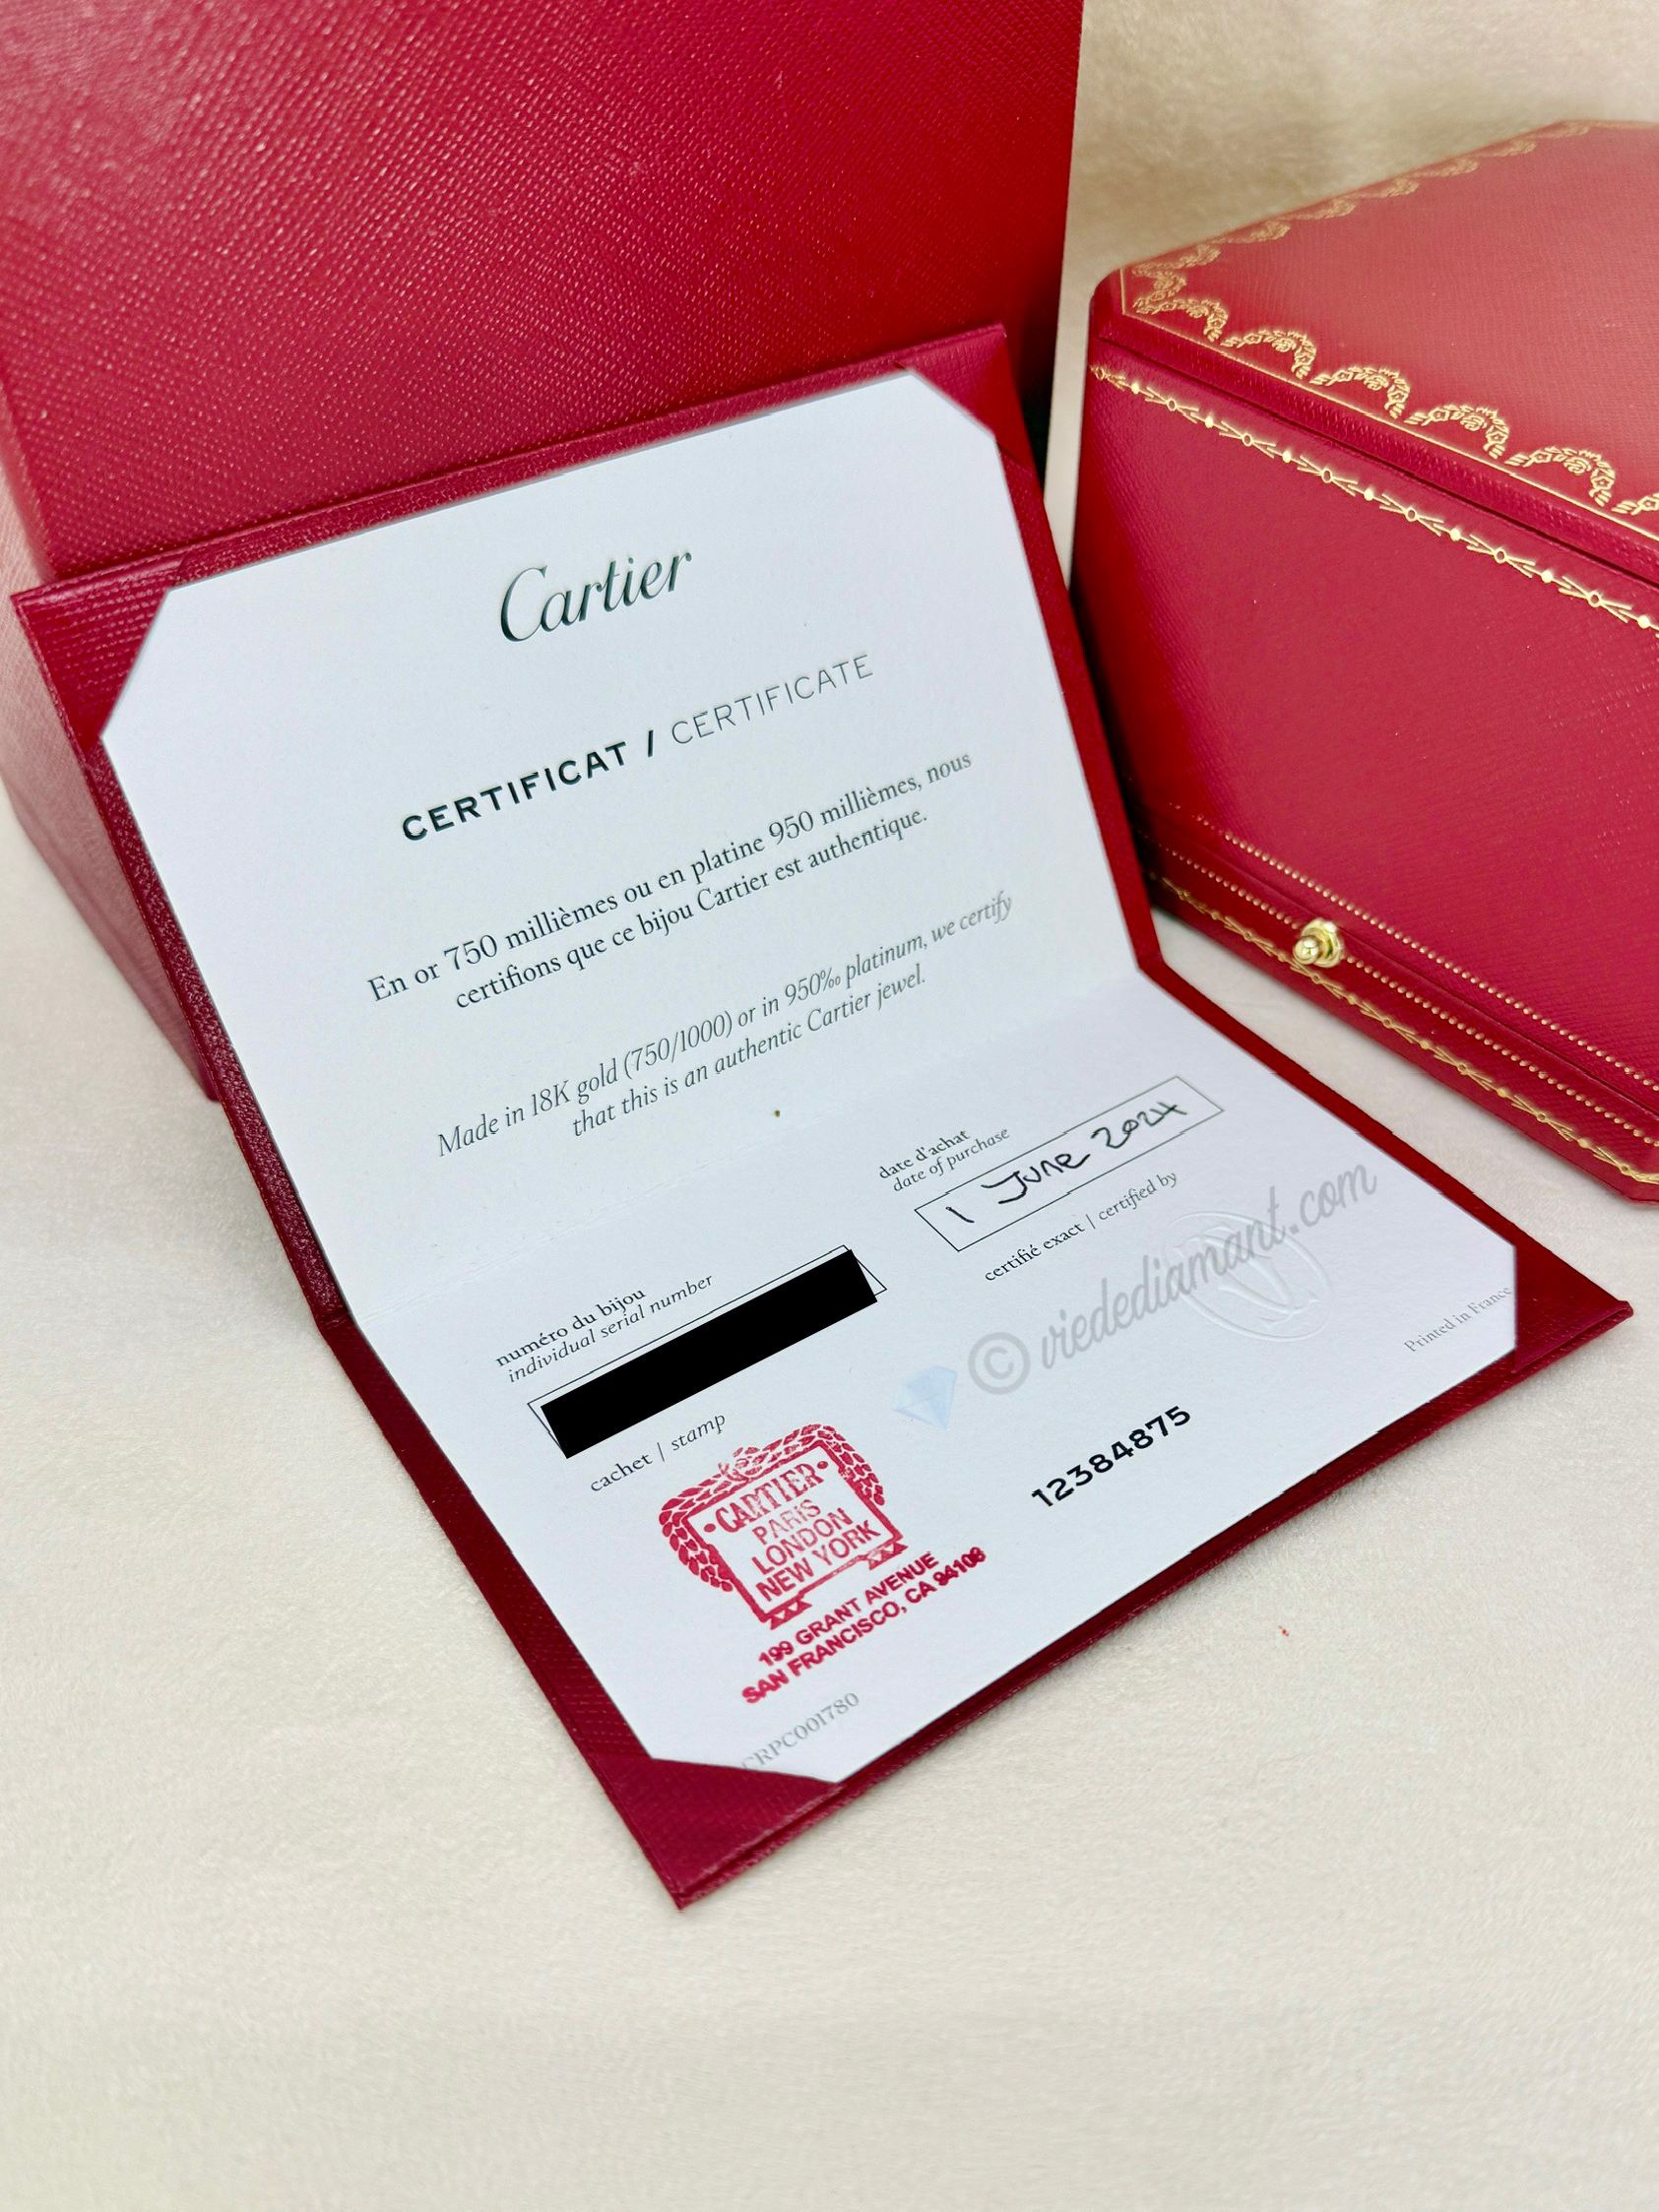 Cartier
CERTIFICAT / CERTIFICATE
En or 750 millièmes ou en platine 950 millièmes, nous
certifions que ce bijou Cartier est authentique.
Made in 18K gold (750/1000) or in 950‰ platinum, we certify
that this is an authentic Cartier jewel.
date d'achat
date of purchase
1 June 2024
certifié exact | certified by
numéro du bijou
individual serial number
cachet | stamp
© viedediamant.com
Printed in France
12384875
CARTIER
PARIS
LONDON
NEW YORK
199 GRANT AVENUE
SAN FRANCISCO, CA 94108
CRPC001780